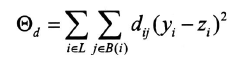 Θ_d = ∑_{i∈L} ∑_{j∈B(i)} d_{ij} (y_i − z_i)^2